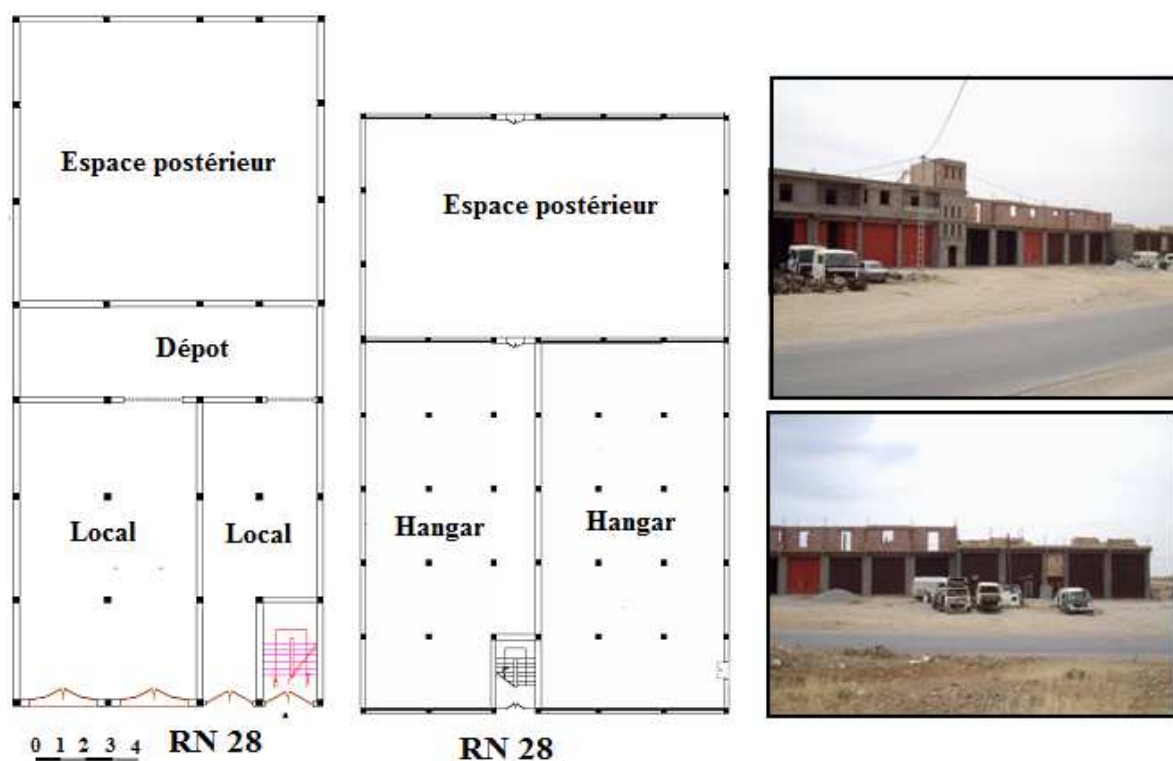 Espace postérieur
Dépot
Local
Local
RN 28
0 1 2 3 4
Espace postérieur
Hangar
Hangar
RN 28